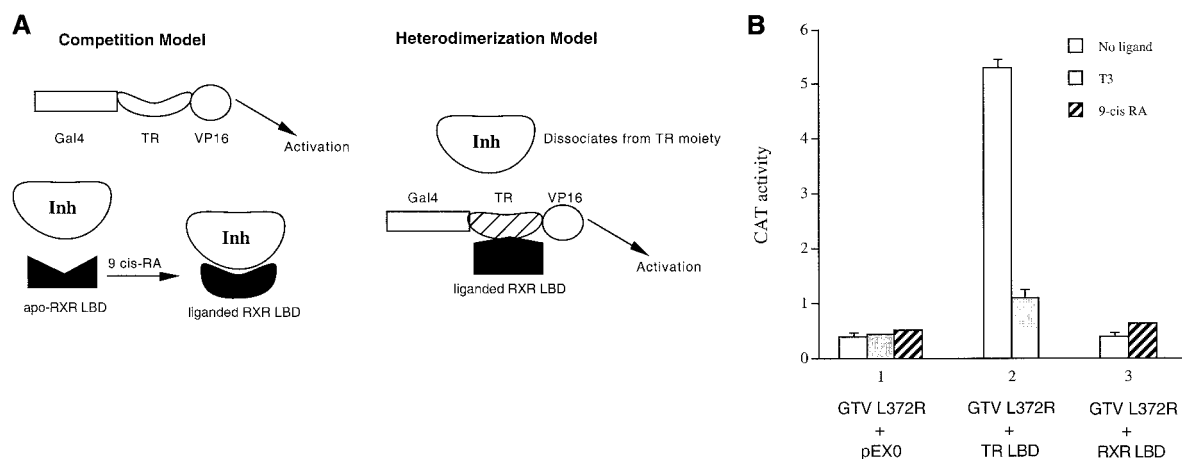 A
Competition Model
Gal4
TR
VP16
Activation
Inh
apo-RXR LBD
9 cis-RA
Inh
liganded RXR LBD
Heterodimerization Model
Inh
Dissociates from TR moiety
Gal4
TR
VP16
liganded RXR LBD
Activation
B
CAT activity
6
5
4
3
2
1
0
No ligand
T3
9-cis RA
1
GTV L372R
+
pEX0
2
GTV L372R
+
TR LBD
3
GTV L372R
+
RXR LBD